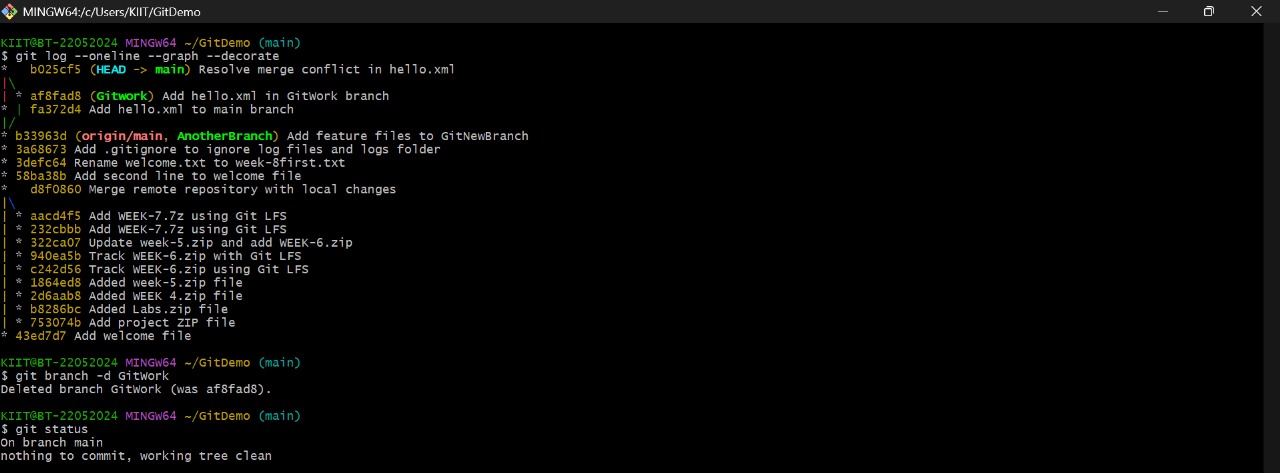 MINGW64:/c/Users/KIIT/GitDemo
KIIT@BT-22052024 MINGW64 ~/GitDemo (main)
$ git log --oneline --graph --decorate
*   b025cf5 (HEAD -> main) Resolve merge conflict in hello.xml
|\
| * af8fad8 (Gitwork) Add hello.xml in GitWork branch
* | fa372d4 Add hello.xml to main branch
|/
* b33963d (origin/main, AnotherBranch) Add feature files to GitNewBranch
* 3a68673 Add .gitignore to ignore log files and logs folder
* 3defc64 Rename welcome.txt to week-8first.txt
* 58ba38b Add second line to welcome file
*   d8f0860 Merge remote repository with local changes
|\
| * aacd4f5 Add WEEK-7.7z using Git LFS
| * 232cbbb Add WEEK-7.7z using Git LFS
| * 322ca07 Update week-5.zip and add WEEK-6.zip
| * 940ea5b Track WEEK-6.zip with Git LFS
| * c242d56 Track WEEK-6.zip using Git LFS
| * 1864ed8 Added week-5.zip file
| * 2d6aab8 Added WEEK 4.zip file
| * b8286bc Added Labs.zip file
| * 753074b Add project ZIP file
* 43ed7d7 Add welcome file
KIIT@BT-22052024 MINGW64 ~/GitDemo (main)
$ git branch -d GitWork
Deleted branch GitWork (was af8fad8).
KIIT@BT-22052024 MINGW64 ~/GitDemo (main)
$ git status
On branch main
nothing to commit, working tree clean